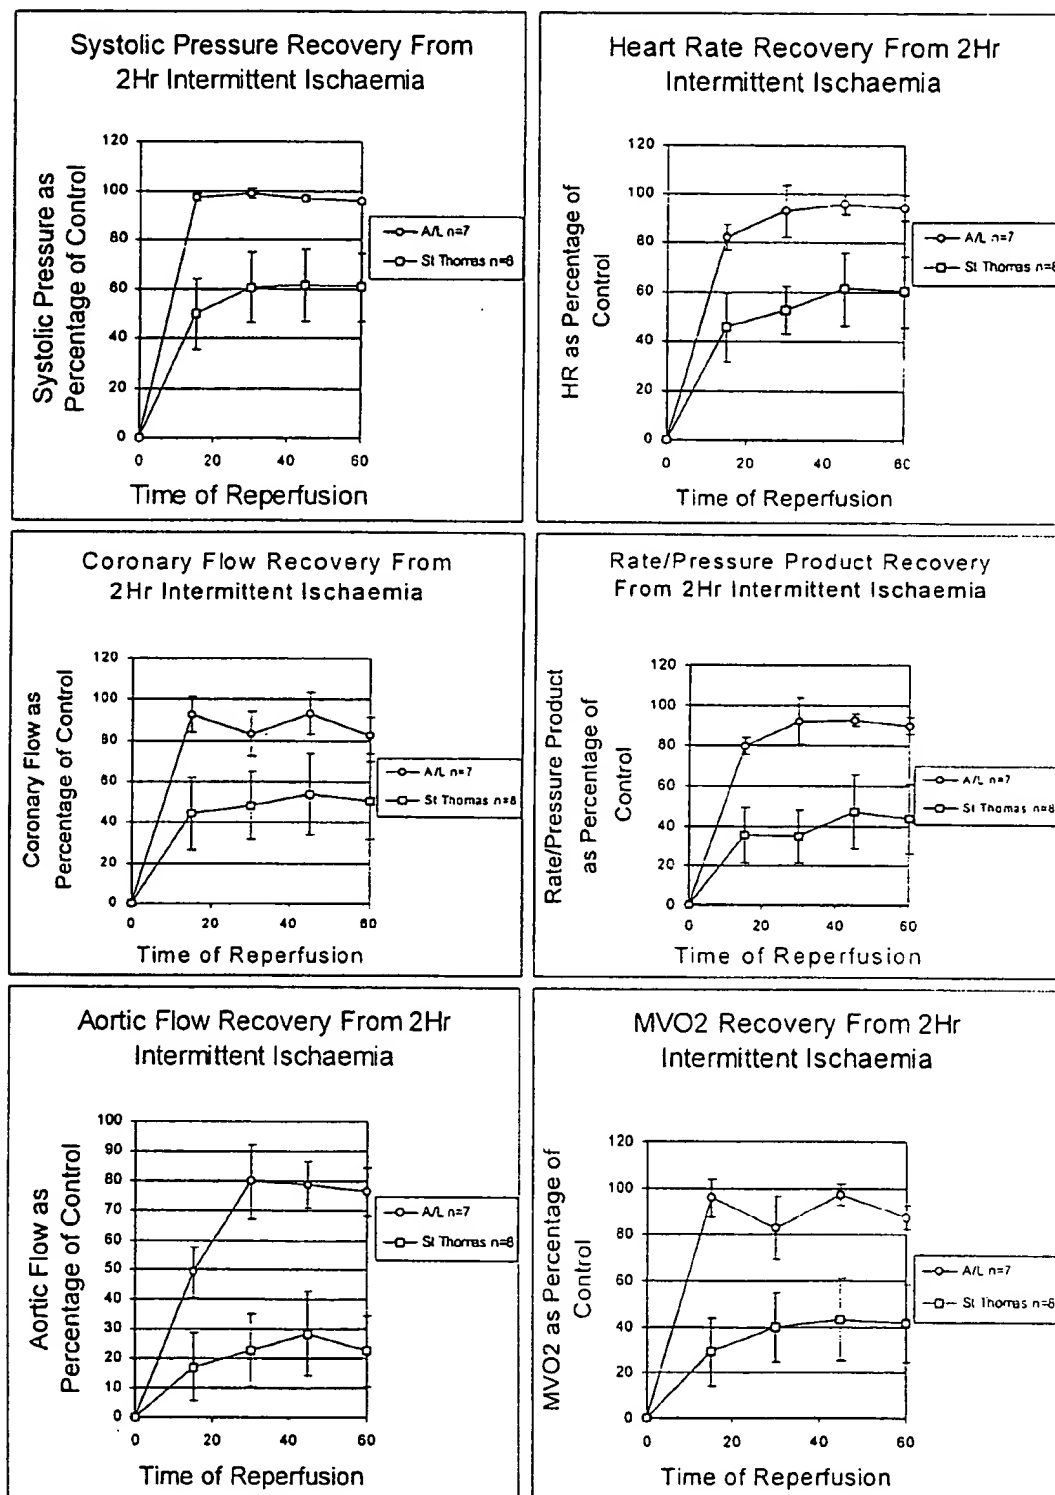 Systolic Pressure Recovery From
2Hr Intermittent Ischaemia
Systolic Pressure as
Percentage of Control
120
100
80
60
40
20
0
0 20 40 60
Time of Reperfusion
A/L n=7
St Thomas n=8
Heart Rate Recovery From 2Hr
Intermittent Ischaemia
HR as Percentage of
Control
120
100
80
60
40
20
0
0 20 40 60
Time of Reperfusion
A/L n=7
St Thomas n=8
Coronary Flow Recovery From
2Hr Intermittent Ischaemia
Coronary Flow as
Percentage of Control
120
100
80
60
40
20
0
0 20 40 60
Time of Reperfusion
A/L n=7
St Thomas n=8
Rate/Pressure Product Recovery
From 2Hr Intermittent Ischaemia
Rate/Pressure Product
as Percentage of
Control
120
100
80
60
40
20
0
0 20 40 60
Time of Reperfusion
A/L n=7
St Thomas n=8
Aortic Flow Recovery From 2Hr
Intermittent Ischaemia
Aortic Flow as
Percentage of Control
100
90
80
70
60
50
40
30
20
10
0
0 20 40 60
Time of Reperfusion
A/L n=7
St Thomas n=8
MVO2 Recovery From 2Hr
Intermittent Ischaemia
MVO2 as Percentage of
Control
120
100
80
60
40
20
0
0 20 40 60
Time of Reperfusion
A/L n=7
St Thomas n=8